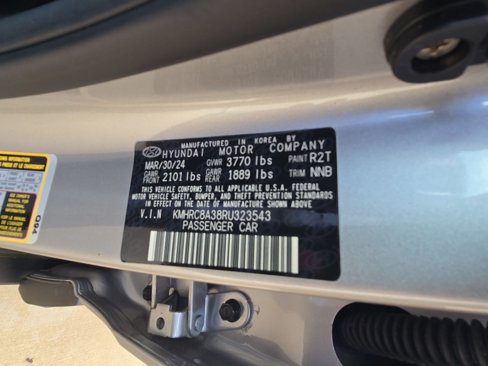 MANUFACTURED IN KOREA BY
HYUNDAI MOTOR COMPANY
MAR/30/24 GVWR 3770 lbs PAINT R2T
GAWR FRONT 2101 lbs GAWR REAR 1889 lbs TRIM NNB
THIS VEHICLE CONFORMS TO ALL APPLICABLE U.S.A. FEDERAL
MOTOR VEHICLE SAFETY, BUMPER, AND THEFT PREVENTION STANDARDS
IN EFFECT ON THE DATE OF MANUFACTURE SHOWN ABOVE.
V.I.N KMHRC8A38RU323543
PASSENGER CAR